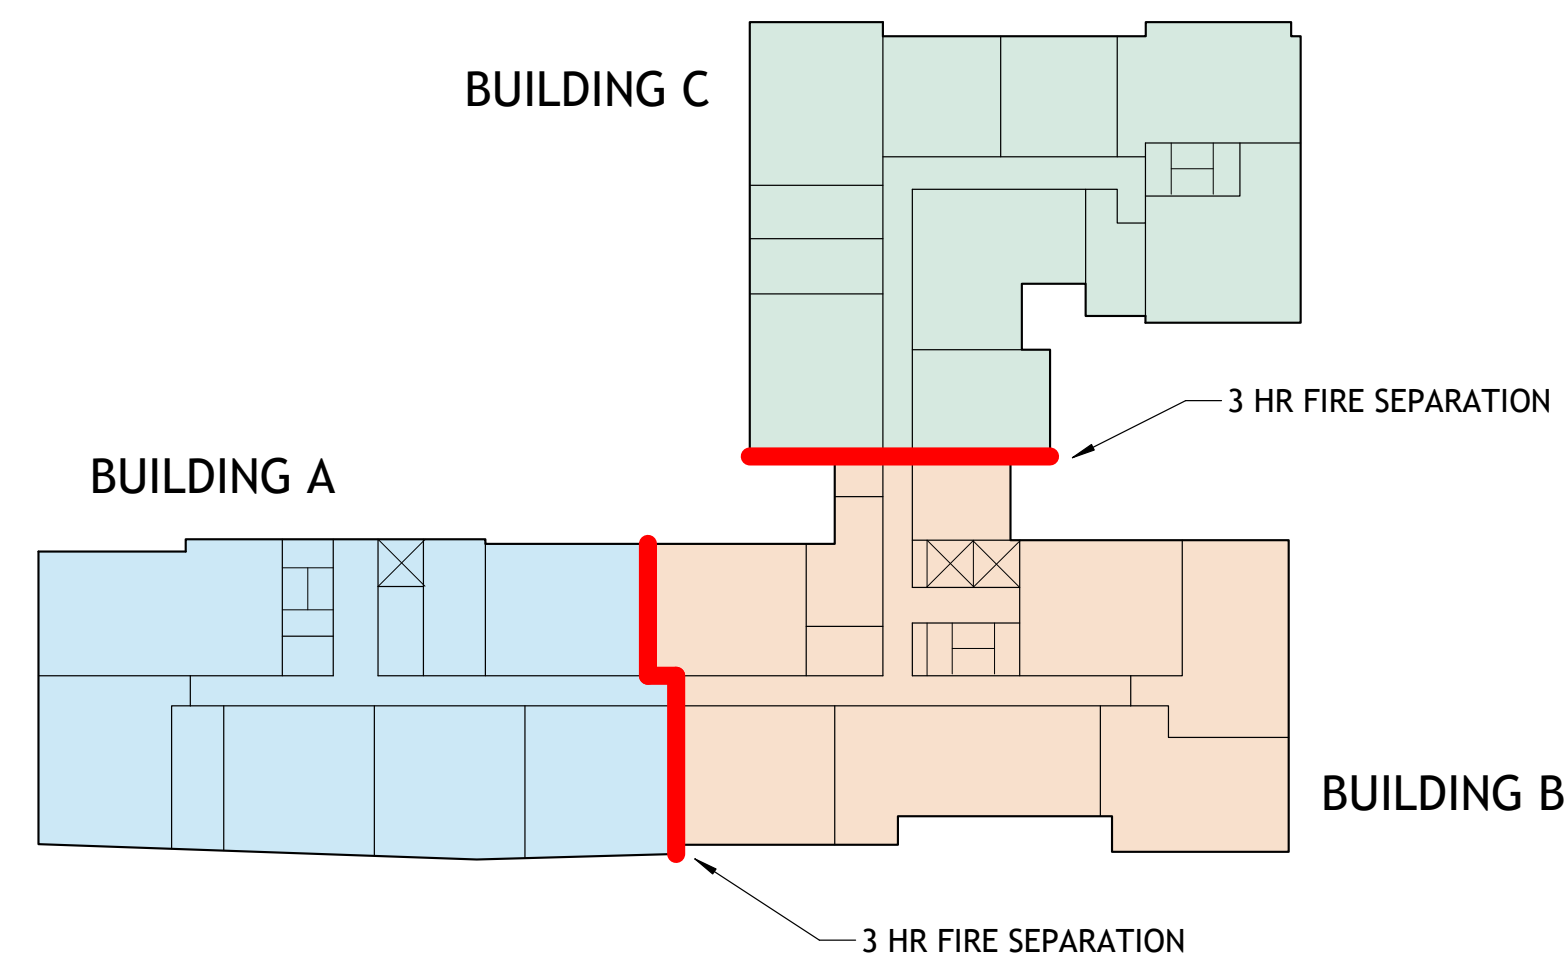 BUILDING C
3 HR FIRE SEPARATION
BUILDING A
BUILDING B
3 HR FIRE SEPARATION